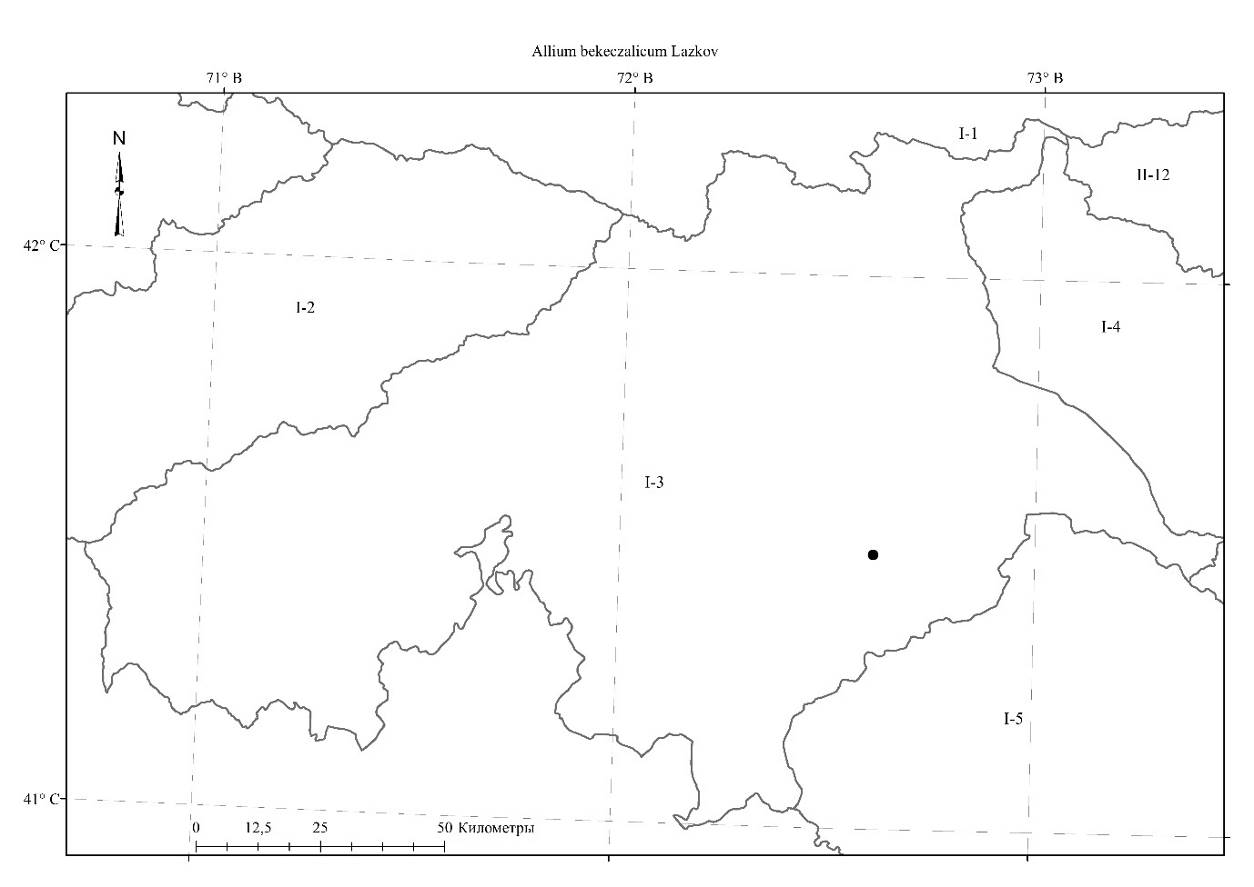 Allium bekeczalicum Lazkov
71° В 72° В 73° В
N
I-1
II-12
42° С
I-2
I-4
I-3
I-5
41° С
0 12,5 25 50 Километры